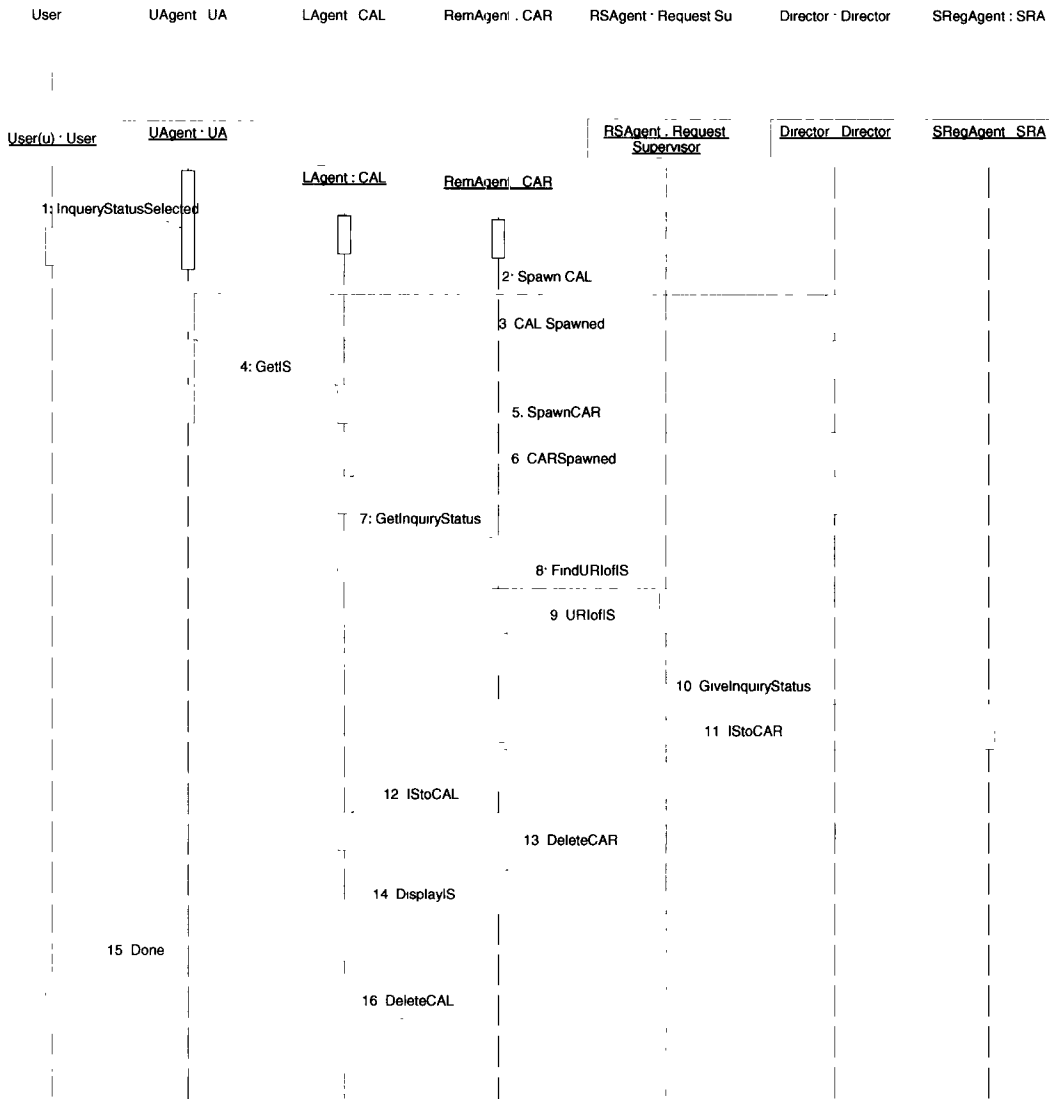 User
UAgent UA
LAgent CAL
RemAgent . CAR
RSAgent · Request Su
Director · Director
SRegAgent : SRA
User(u) · User
UAgent · UA
RSAgent . Request
Supervisor
Director Director
SRegAgent SRA
LAgent : CAL
RemAgent CAR
1: InqueryStatusSelected
2· Spawn CAL
3 CAL Spawned
4: GetIS
5. SpawnCAR
6 CARSpawned
7: GetInquiryStatus
8· FindURIofIS
9 URIofIS
10 GiveInquiryStatus
11 IStoCAR
12 IStoCAL
13 DeleteCAR
14 DisplayIS
15 Done
16 DeleteCAL